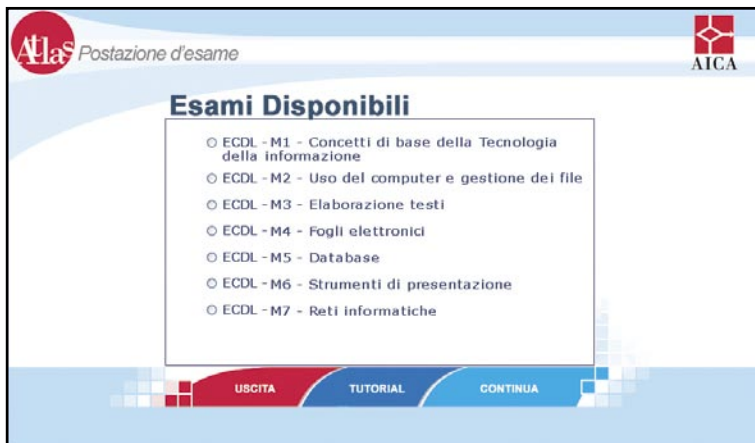 Atlas Postazione d'esame
AICA
Esami Disponibili
ECDL - M1 - Concetti di base della Tecnologia
della informazione
ECDL - M2 - Uso del computer e gestione dei file
ECDL - M3 - Elaborazione testi
ECDL - M4 - Fogli elettronici
ECDL - M5 - Database
ECDL - M6 - Strumenti di presentazione
ECDL - M7 - Reti informatiche
USCITA TUTORIAL CONTINUA